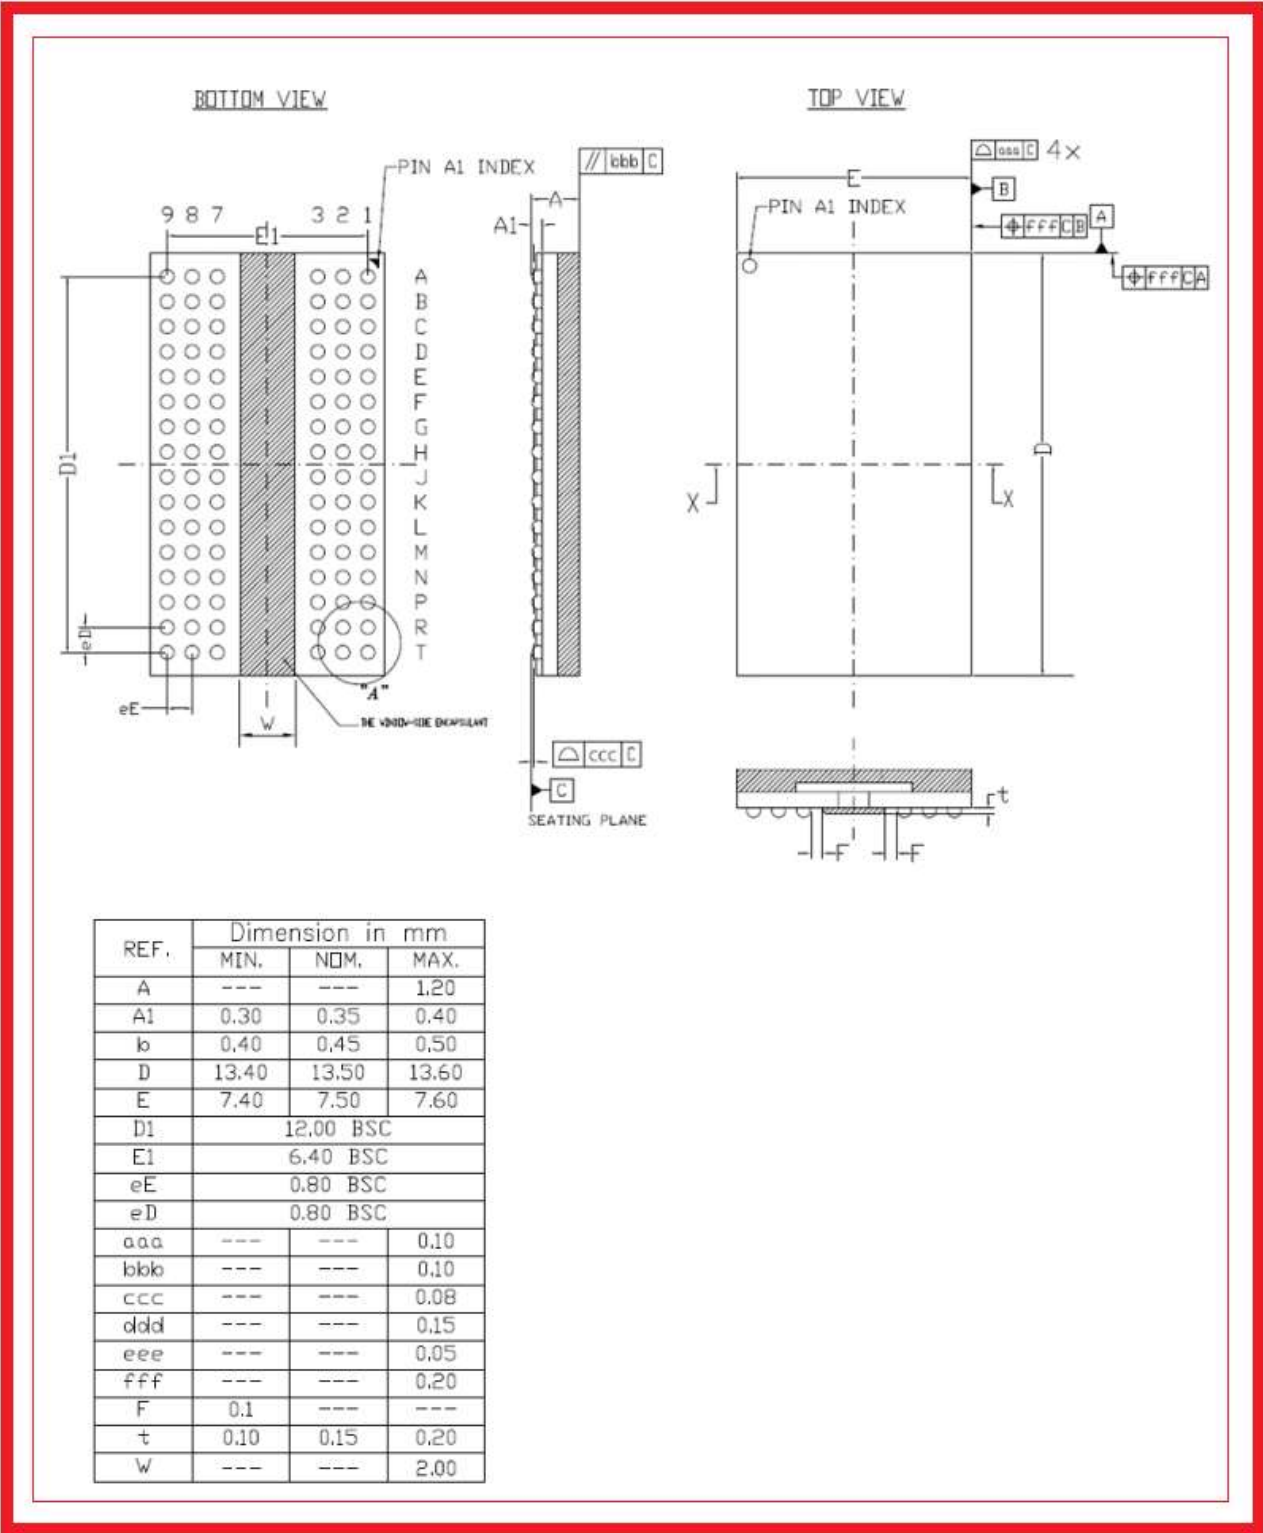 BOTTOM VIEW
TOP VIEW
PIN A1 INDEX
// bbb C
aaa C 4x
A
E
B
9 8 7
3 2 1
E1
A1
PIN A1 INDEX
fff C B
A
fff C A
A
B
C
D
E
F
G
H
J
K
L
M
N
P
R
T
D1
D
X
X
eD
eE
W
"A"
THE WINDOW-SIDE ENCAPSULANT
ccc C
C
SEATING PLANE
t
F
F
REF. Dimension in mm
MIN. NOM. MAX.
A --- --- 1.20
A1 0.30 0.35 0.40
b 0.40 0.45 0.50
D 13.40 13.50 13.60
E 7.40 7.50 7.60
D1 12.00 BSC
E1 6.40 BSC
eE 0.80 BSC
eD 0.80 BSC
aaa --- --- 0.10
bbb --- --- 0.10
ccc --- --- 0.08
ddd --- --- 0.15
eee --- --- 0.05
fff --- --- 0.20
F 0.1 --- ---
t 0.10 0.15 0.20
W --- --- 2.00